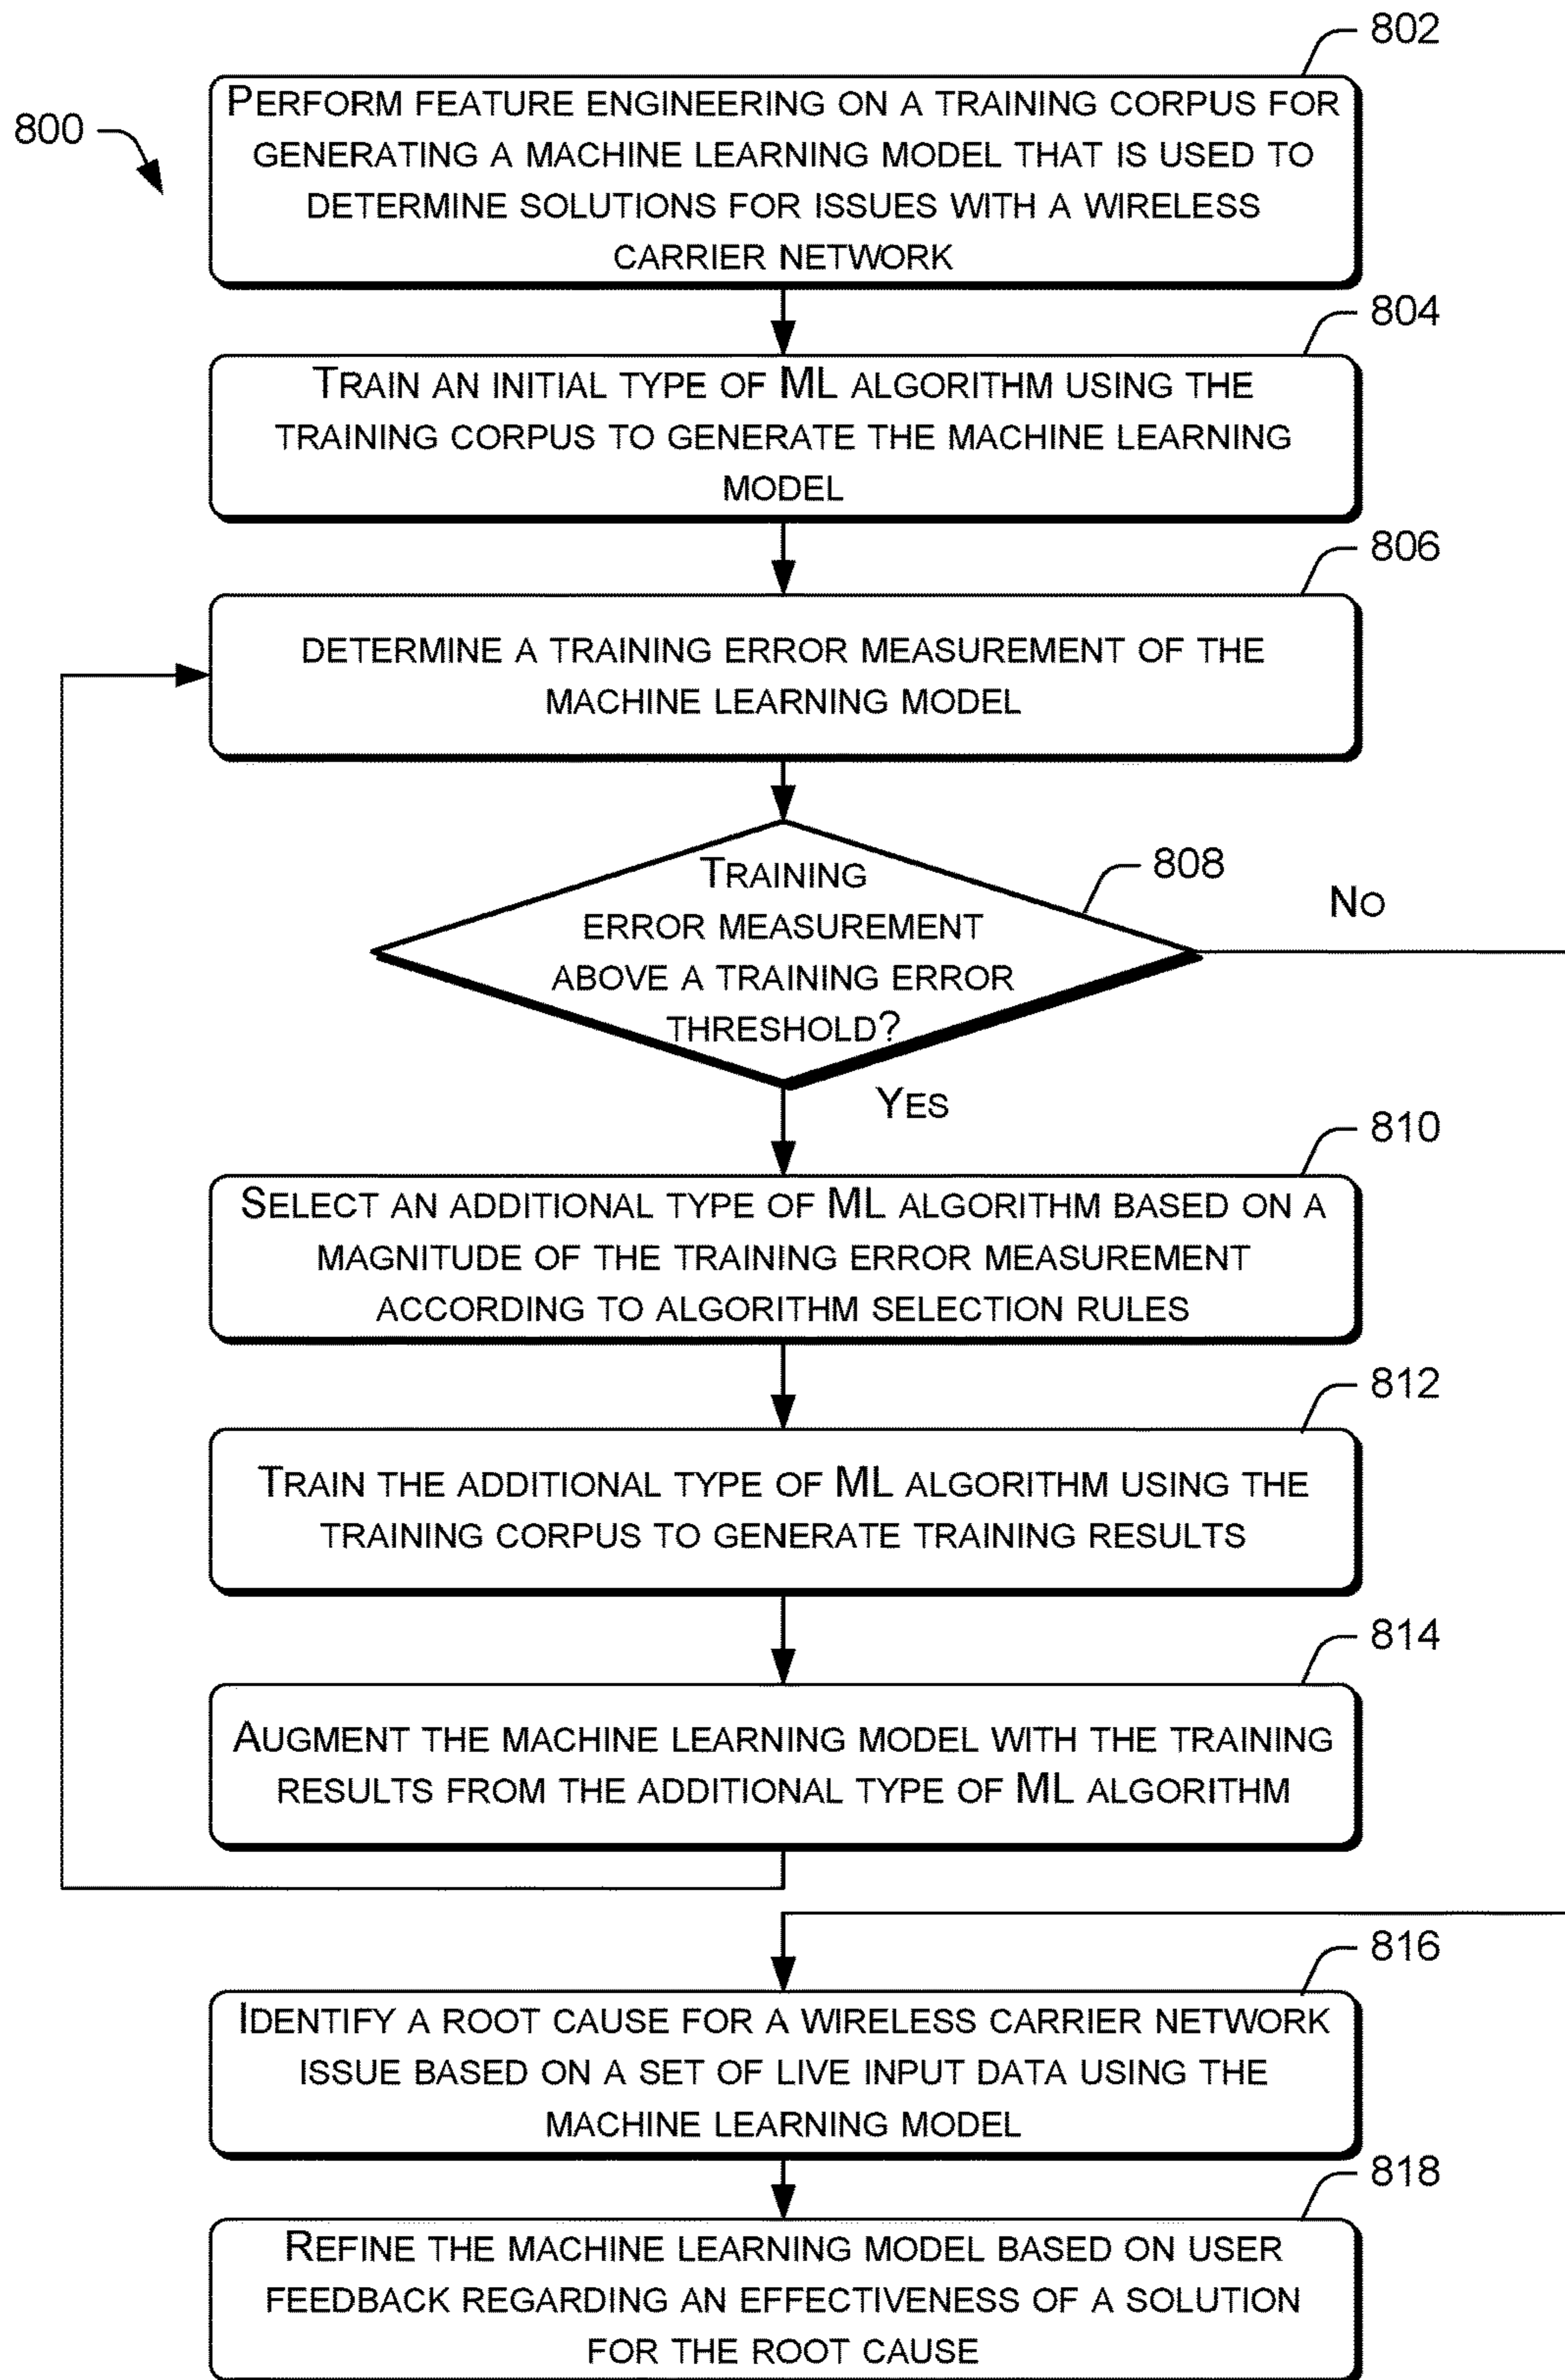 802
800
PERFORM FEATURE ENGINEERING ON A TRAINING CORPUS FOR
GENERATING A MACHINE LEARNING MODEL THAT IS USED TO
DETERMINE SOLUTIONS FOR ISSUES WITH A WIRELESS
CARRIER NETWORK
804
TRAIN AN INITIAL TYPE OF ML ALGORITHM USING THE
TRAINING CORPUS TO GENERATE THE MACHINE LEARNING
MODEL
806
DETERMINE A TRAINING ERROR MEASUREMENT OF THE
MACHINE LEARNING MODEL
808
TRAINING
ERROR MEASUREMENT
ABOVE A TRAINING ERROR
THRESHOLD?
NO
YES
810
SELECT AN ADDITIONAL TYPE OF ML ALGORITHM BASED ON A
MAGNITUDE OF THE TRAINING ERROR MEASUREMENT
ACCORDING TO ALGORITHM SELECTION RULES
812
TRAIN THE ADDITIONAL TYPE OF ML ALGORITHM USING THE
TRAINING CORPUS TO GENERATE TRAINING RESULTS
814
AUGMENT THE MACHINE LEARNING MODEL WITH THE TRAINING
RESULTS FROM THE ADDITIONAL TYPE OF ML ALGORITHM
816
IDENTIFY A ROOT CAUSE FOR A WIRELESS CARRIER NETWORK
ISSUE BASED ON A SET OF LIVE INPUT DATA USING THE
MACHINE LEARNING MODEL
818
REFINE THE MACHINE LEARNING MODEL BASED ON USER
FEEDBACK REGARDING AN EFFECTIVENESS OF A SOLUTION
FOR THE ROOT CAUSE